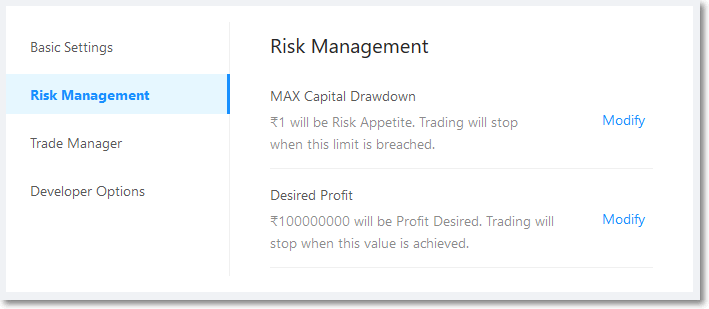 Basic Settings
Risk Management
Trade Manager
Developer Options
Risk Management
MAX Capital Drawdown
₹1 will be Risk Appetite. Trading will stop
when this limit is breached.
Modify
Desired Profit
₹100000000 will be Profit Desired. Trading will
stop when this value is achieved.
Modify